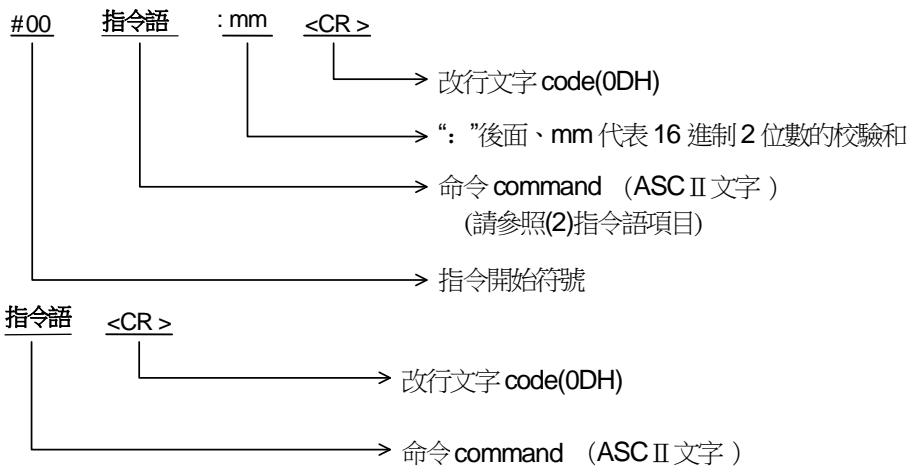 #00 指令語 : mm <CR >
改行文字 code(0DH)
“：”後面、mm 代表 16 進制 2 位數的校驗和
命令 command （ASCⅡ文字 ）
(請參照(2)指令語項目)
指令開始符號
指令語 <CR >
改行文字 code(0DH)
命令 command （ASCⅡ文字 ）